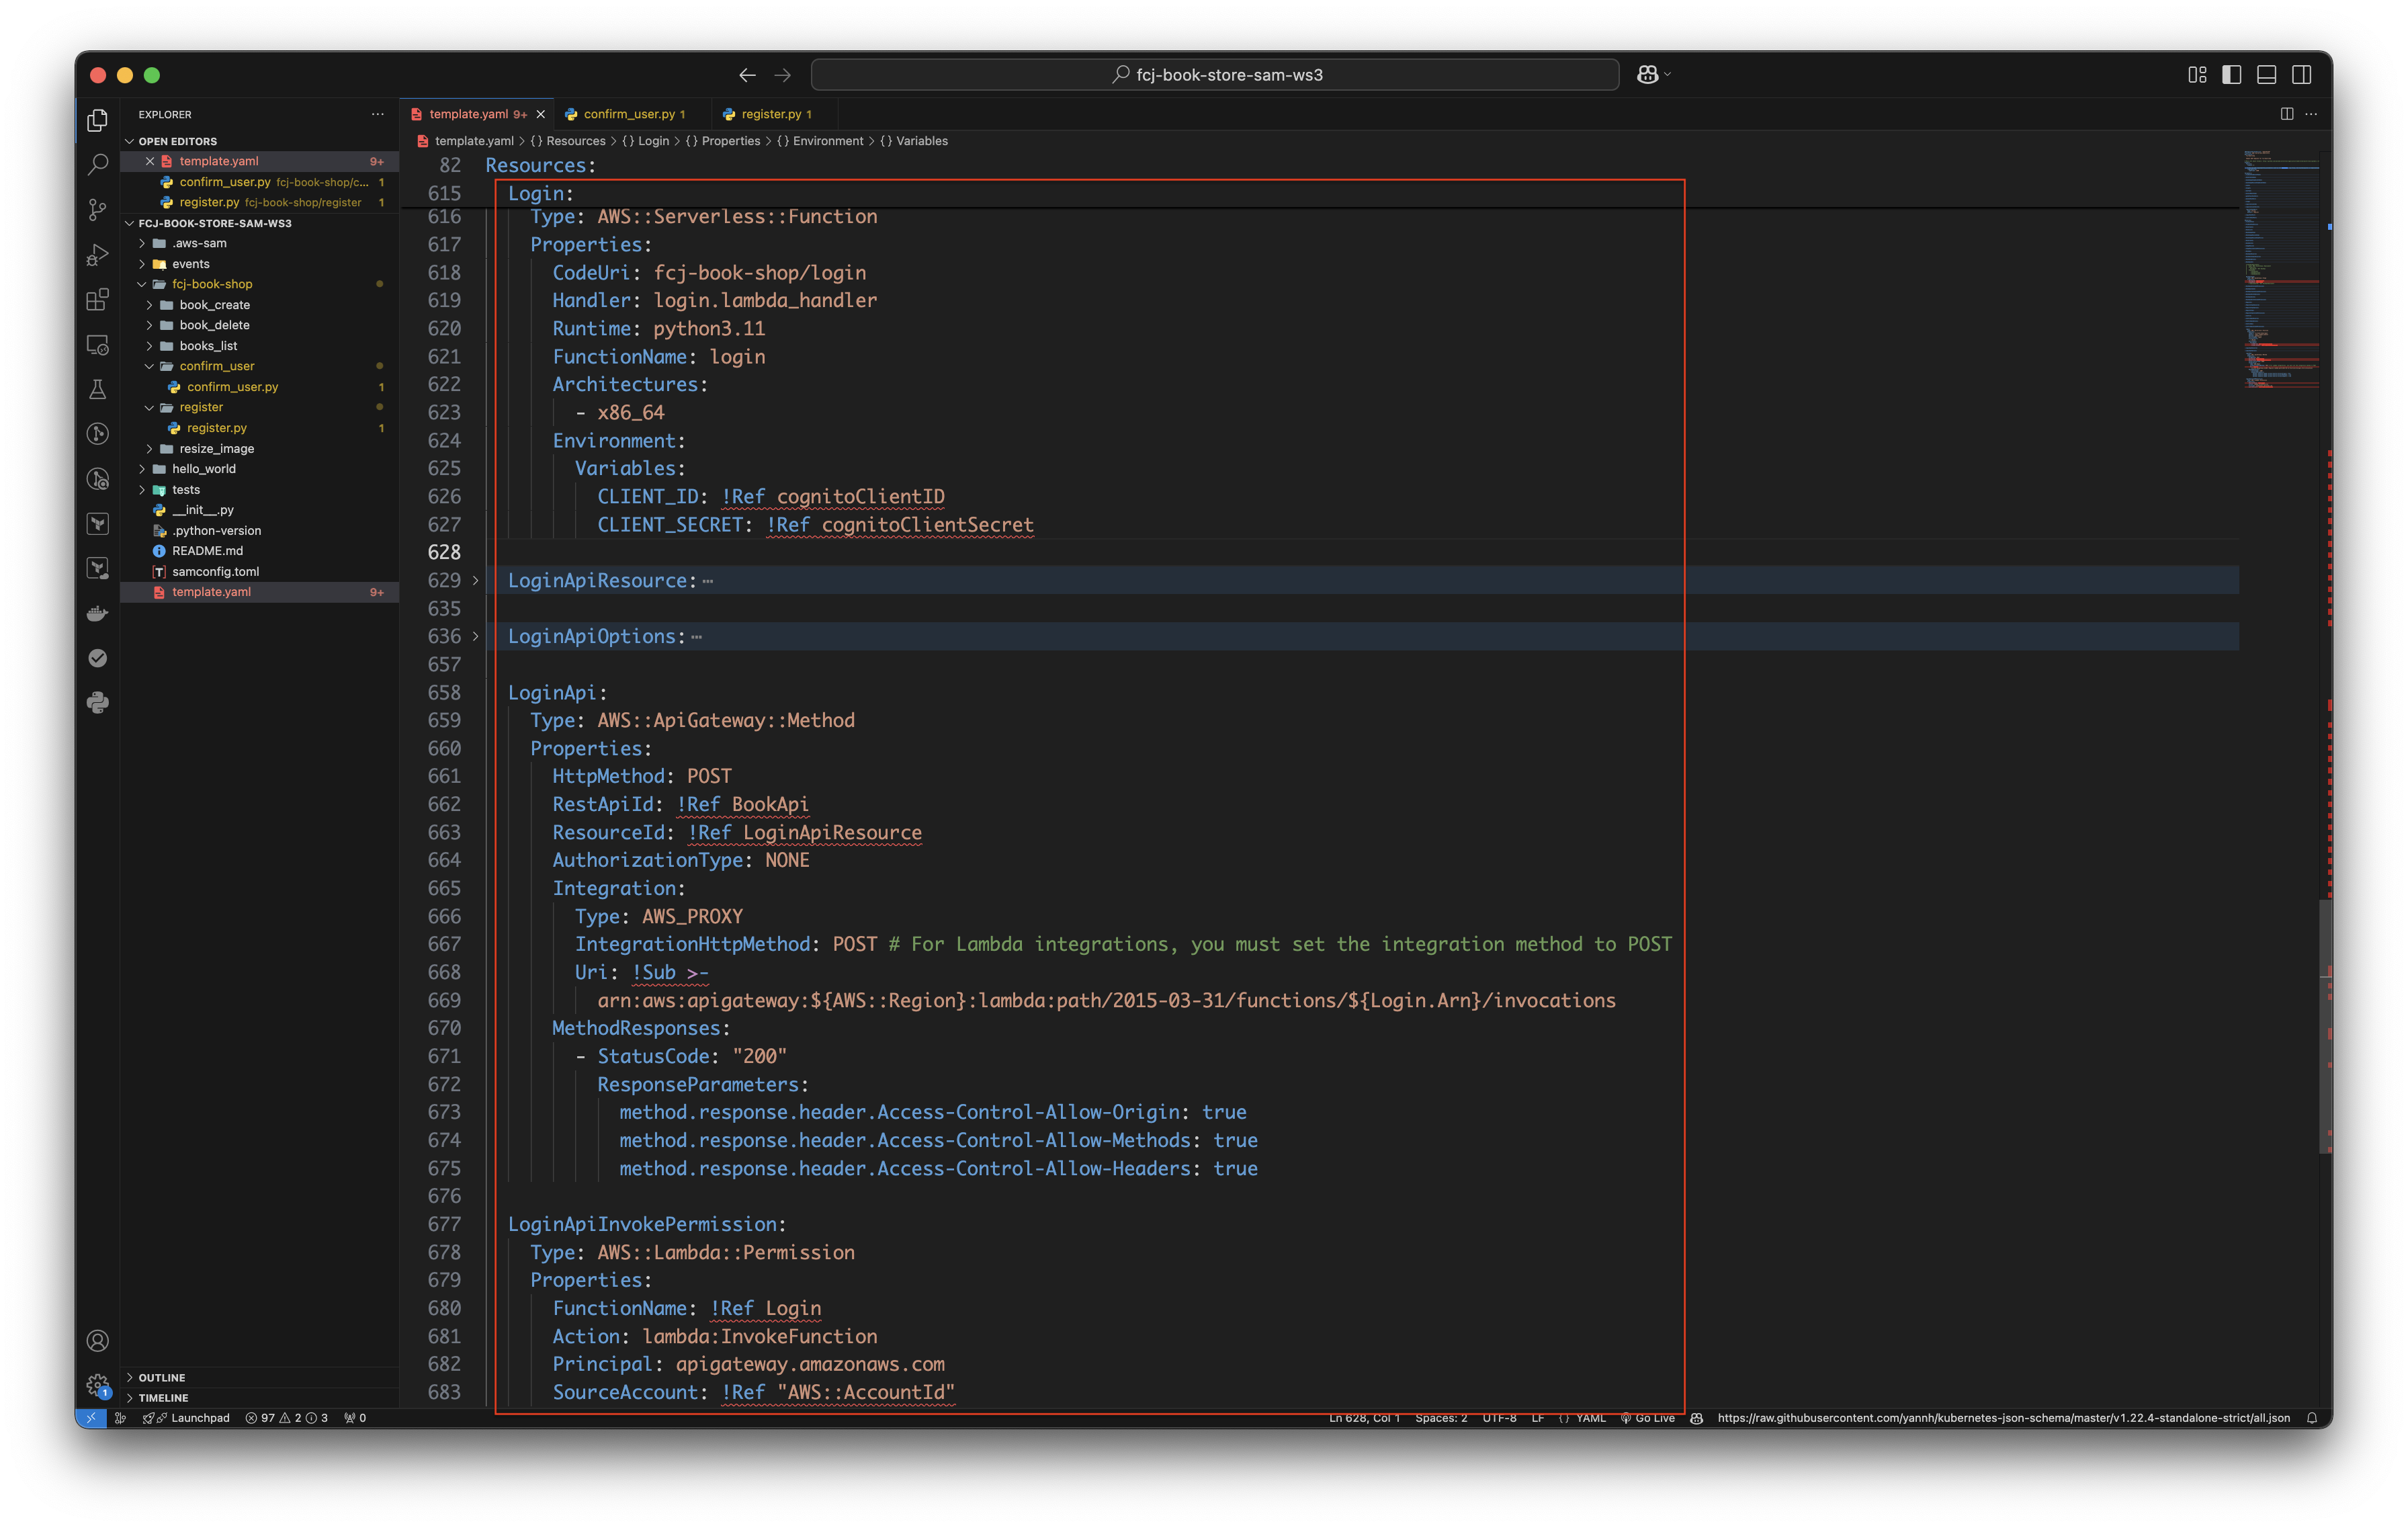 fcj-book-store-sam-ws3
EXPLORER
OPEN EDITORS
template.yaml 9+
confirm_user.py fcj-book-shop/c... 1
register.py fcj-book-shop/register 1
FCJ-BOOK-STORE-SAM-WS3
.aws-sam
events
fcj-book-shop
book_create
book_delete
books_list
confirm_user
confirm_user.py 1
register
register.py 1
resize_image
hello_world
tests
__init__.py
.python-version
README.md
samconfig.toml
template.yaml 9+
OUTLINE
TIMELINE
template.yaml 9+
confirm_user.py 1
register.py 1
template.yaml > {} Resources > {} Login > {} Properties > {} Environment > {} Variables
82 Resources:
615 Login:
616 Type: AWS::Serverless::Function
617 Properties:
618 CodeUri: fcj-book-shop/login
619 Handler: login.lambda_handler
620 Runtime: python3.11
621 FunctionName: login
622 Architectures:
623 - x86_64
624 Environment:
625 Variables:
626 CLIENT_ID: !Ref cognitoClientID
627 CLIENT_SECRET: !Ref cognitoClientSecret
628
629 LoginApiResource: ...
635
636 LoginApiOptions: ...
657
658 LoginApi:
659 Type: AWS::ApiGateway::Method
660 Properties:
661 HttpMethod: POST
662 RestApiId: !Ref BookApi
663 ResourceId: !Ref LoginApiResource
664 AuthorizationType: NONE
665 Integration:
666 Type: AWS_PROXY
667 IntegrationHttpMethod: POST # For Lambda integrations, you must set the integration method to POST
668 Uri: !Sub >-
669 arn:aws:apigateway:${AWS::Region}:lambda:path/2015-03-31/functions/${Login.Arn}/invocations
670 MethodResponses:
671 - StatusCode: "200"
672 ResponseParameters:
673 method.response.header.Access-Control-Allow-Origin: true
674 method.response.header.Access-Control-Allow-Methods: true
675 method.response.header.Access-Control-Allow-Headers: true
676
677 LoginApiInvokePermission:
678 Type: AWS::Lambda::Permission
679 Properties:
680 FunctionName: !Ref Login
681 Action: lambda:InvokeFunction
682 Principal: apigateway.amazonaws.com
683 SourceAccount: !Ref "AWS::AccountId"
1
Launchpad 97 2 3 0 Ln 628, Col 1 Spaces: 2 UTF-8 LF {} YAML Go Live https://raw.githubusercontent.com/yannh/kubernetes-json-schema/master/v1.22.4-standalone-strict/all.json